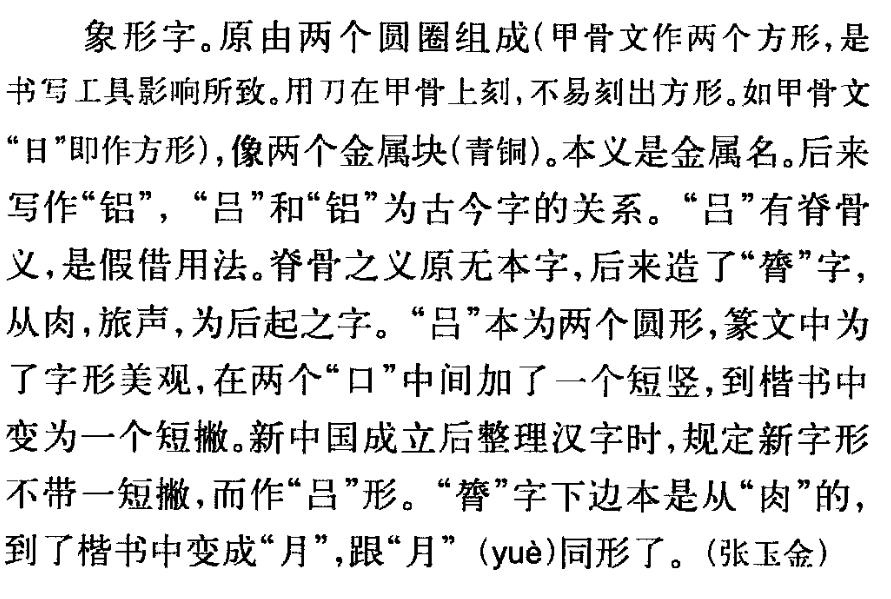 象形字。原由两个圆圈组成(甲骨文作两个方形,是
书写工具影响所致。用刀在甲骨上刻,不易刻出方形。如甲骨文
“日”即作方形),像两个金属块(青铜)。本义是金属名。后来
写作“铝”，“吕”和“铝”为古今字的关系。“吕”有脊骨
义,是假借用法。脊骨之义原无本字,后来造了“膂”字,
从肉,旅声,为后起之字。“吕”本为两个圆形,篆文中为
了字形美观,在两个“口”中间加了一个短竖,到楷书中
变为一个短撇。新中国成立后整理汉字时,规定新字形
不带一短撇,而作“吕”形。“膂”字下边本是从“肉”的,
到了楷书中变成“月”,跟“月”(yuè)同形了。(张玉金)